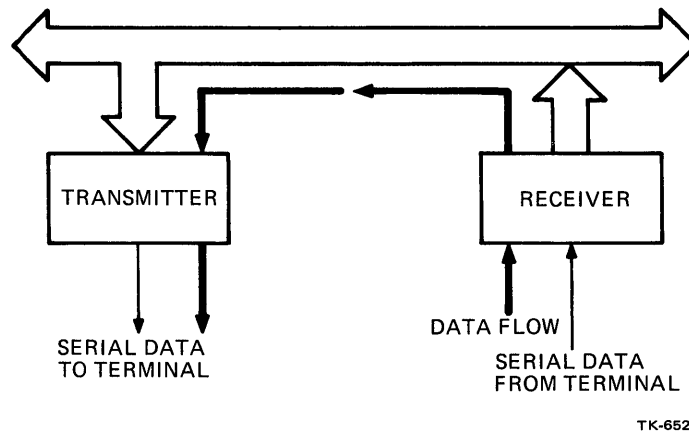 TRANSMITTER
RECEIVER
SERIAL DATA
TO TERMINAL
DATA FLOW
SERIAL DATA
FROM TERMINAL
TK-652